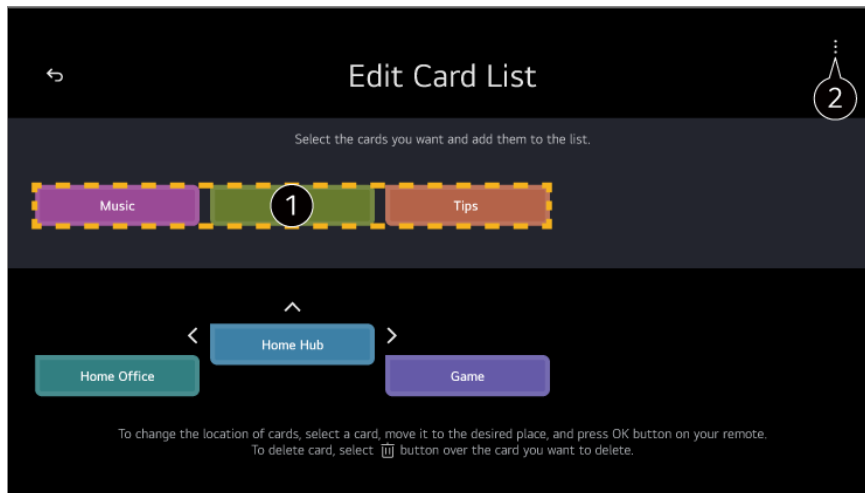 Edit Card List
2
Select the cards you want and add them to the list.
Music
1
Tips
Home Hub
Home Office
Game
To change the location of cards, select a card, move it to the desired place, and press OK button on your remote.
To delete card, select button over the card you want to delete.